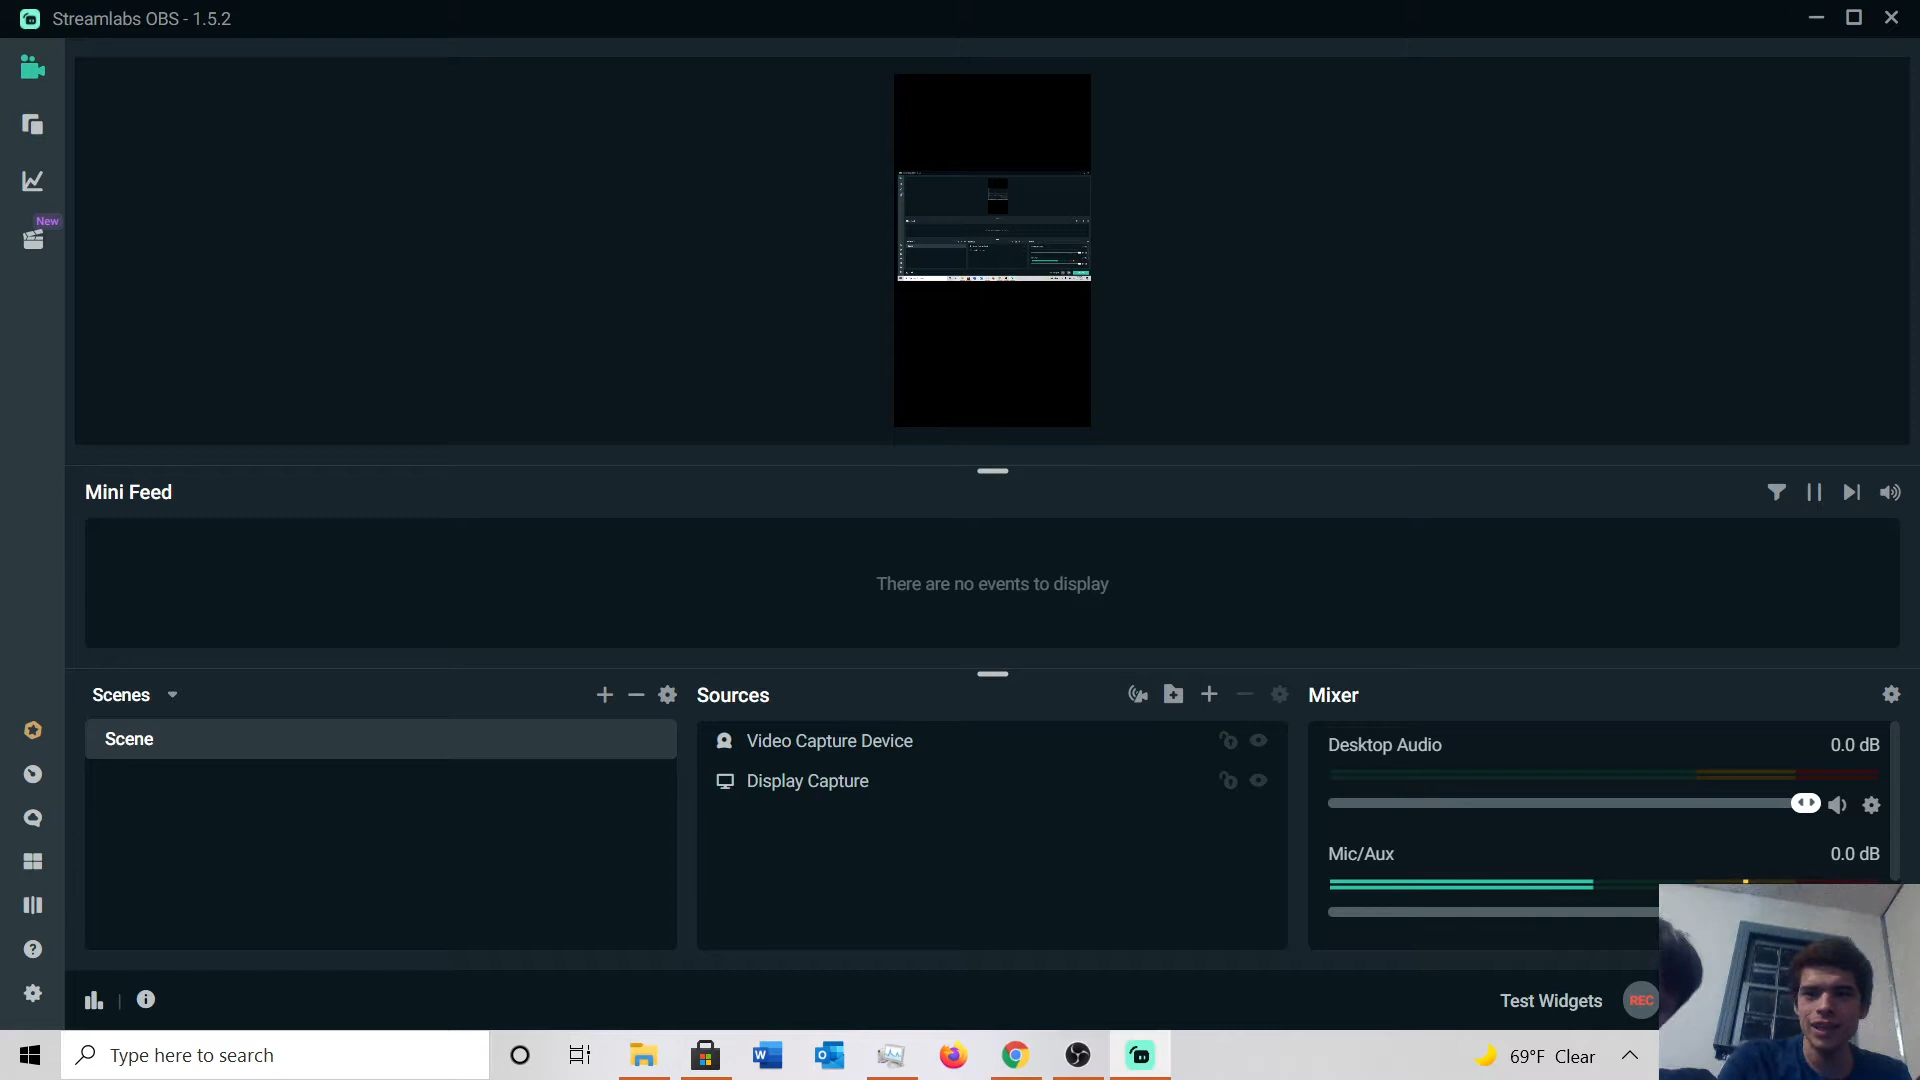 Streamlabs OBS - 1.5.2
New
Mini Feed
There are no events to display
Scenes
Scene
Sources
Video Capture Device
Display Capture
Mixer
Desktop Audio 0.0 dB
Mic/Aux 0.0 dB
Test Widgets REC
Type here to search
69°F Clear